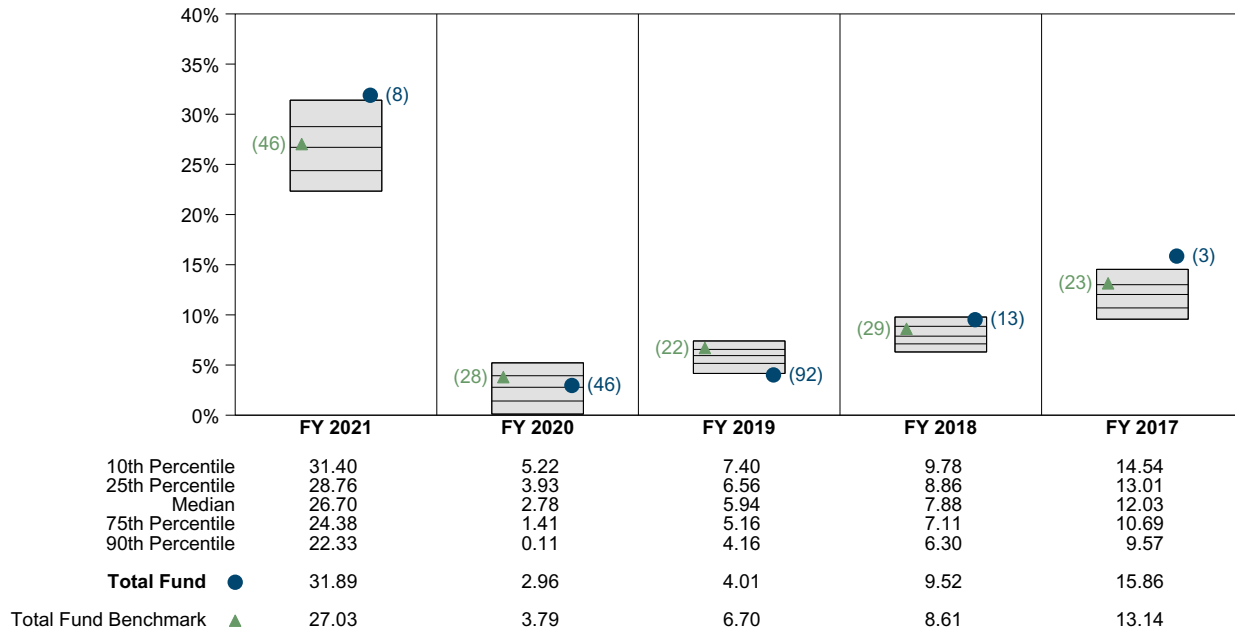 40%
35%
30%
25%
20%
15%
10%
5%
0%
(8)
(46)
(28)
(46)
(22)
(92)
(29)
(13)
(23)
(3)
FY 2021 FY 2020 FY 2019 FY 2018 FY 2017
10th Percentile 31.40 5.22 7.40 9.78 14.54
25th Percentile 28.76 3.93 6.56 8.86 13.01
Median 26.70 2.78 5.94 7.88 12.03
75th Percentile 24.38 1.41 5.16 7.11 10.69
90th Percentile 22.33 0.11 4.16 6.30 9.57
Total Fund 31.89 2.96 4.01 9.52 15.86
Total Fund Benchmark 27.03 3.79 6.70 8.61 13.14